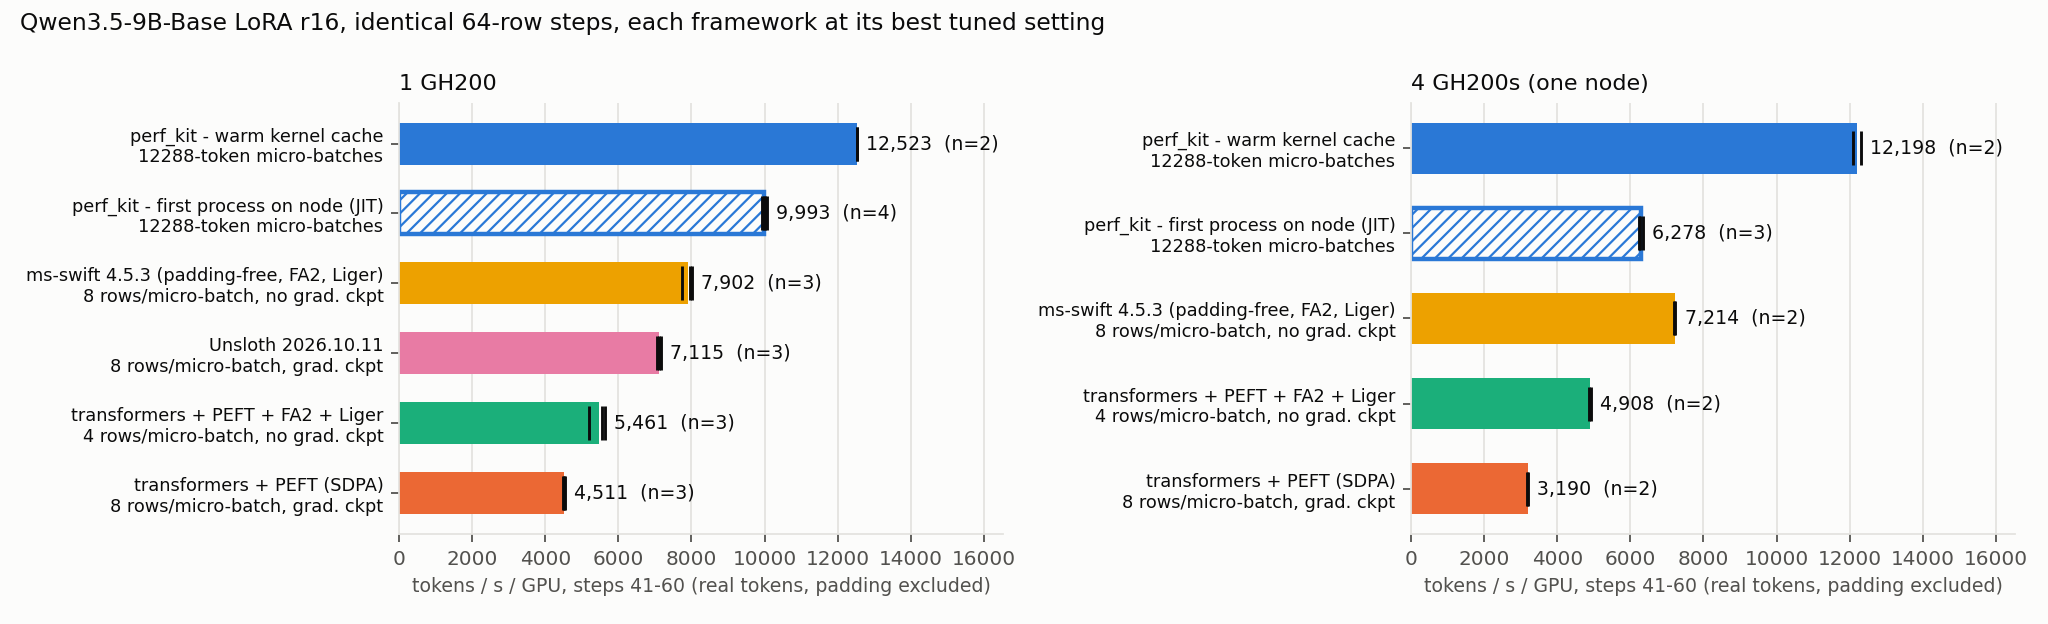 Qwen3.5-9B-Base LoRA r16, identical 64-row steps, each framework at its best tuned setting
1 GH200
perf_kit - warm kernel cache
12288-token micro-batches
12,523 (n=2)
perf_kit - first process on node (JIT)
12288-token micro-batches
9,993 (n=4)
ms-swift 4.5.3 (padding-free, FA2, Liger)
8 rows/micro-batch, no grad. ckpt
7,902 (n=3)
Unsloth 2026.10.11
8 rows/micro-batch, grad. ckpt
7,115 (n=3)
transformers + PEFT + FA2 + Liger
4 rows/micro-batch, no grad. ckpt
5,461 (n=3)
transformers + PEFT (SDPA)
8 rows/micro-batch, grad. ckpt
4,511 (n=3)
0 2000 4000 6000 8000 10000 12000 14000 16000
tokens / s / GPU, steps 41-60 (real tokens, padding excluded)
4 GH200s (one node)
perf_kit - warm kernel cache
12288-token micro-batches
12,198 (n=2)
perf_kit - first process on node (JIT)
12288-token micro-batches
6,278 (n=3)
ms-swift 4.5.3 (padding-free, FA2, Liger)
8 rows/micro-batch, no grad. ckpt
7,214 (n=2)
transformers + PEFT + FA2 + Liger
4 rows/micro-batch, no grad. ckpt
4,908 (n=2)
transformers + PEFT (SDPA)
8 rows/micro-batch, grad. ckpt
3,190 (n=2)
0 2000 4000 6000 8000 10000 12000 14000 16000
tokens / s / GPU, steps 41-60 (real tokens, padding excluded)